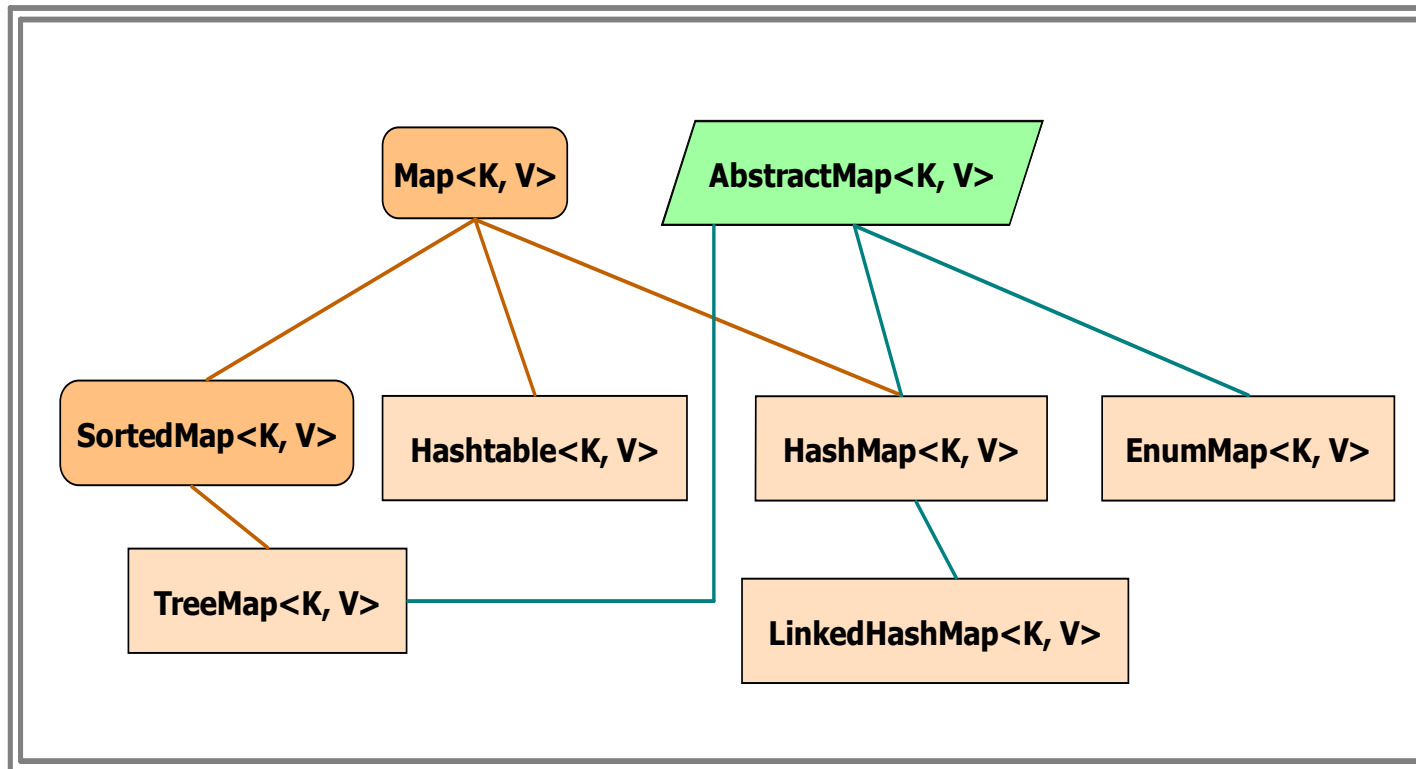 Map<K, V>
AbstractMap<K, V>
SortedMap<K, V>
Hashtable<K, V>
HashMap<K, V>
EnumMap<K, V>
TreeMap<K, V>
LinkedHashMap<K, V>